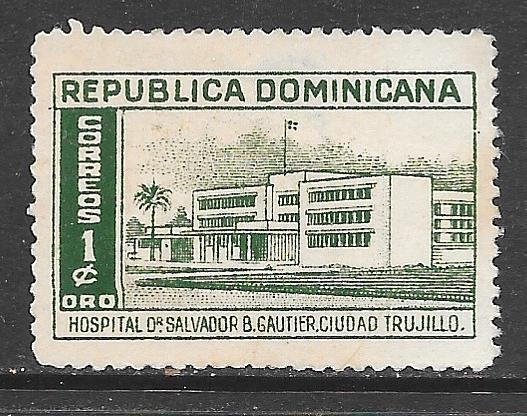 REPUBLICA DOMINICANA
CORREOS
1¢
ORO
HOSPITAL DR SALVADOR B. GAUTIER. CIUDAD TRUJILLO.